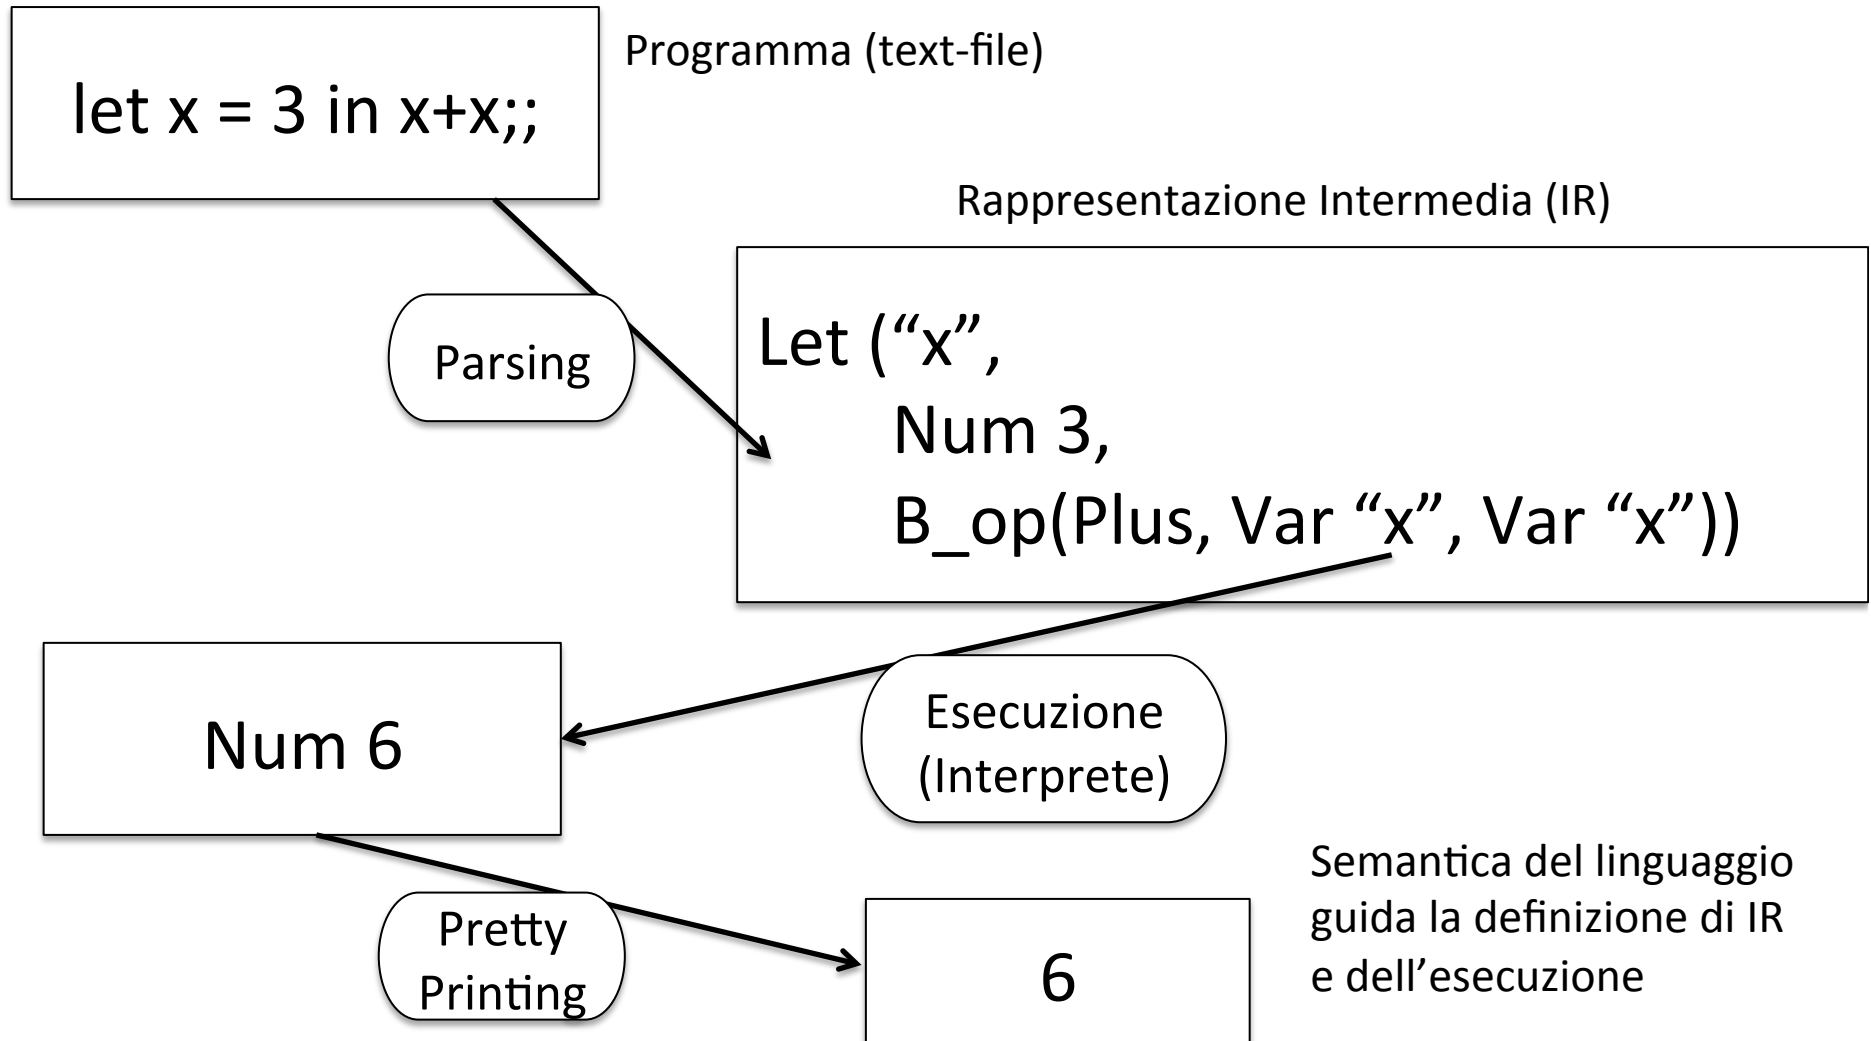 let x = 3 in x+x;;
Programma (text-file)
Rappresentazione Intermedia (IR)
Parsing
Let (“x”,
Num 3,
B_op(Plus, Var “x”, Var “x”))
Num 6
Esecuzione
(Interprete)
Pretty
Printing
6
Semantica del linguaggio
guida la definizione di IR
e dell’esecuzione